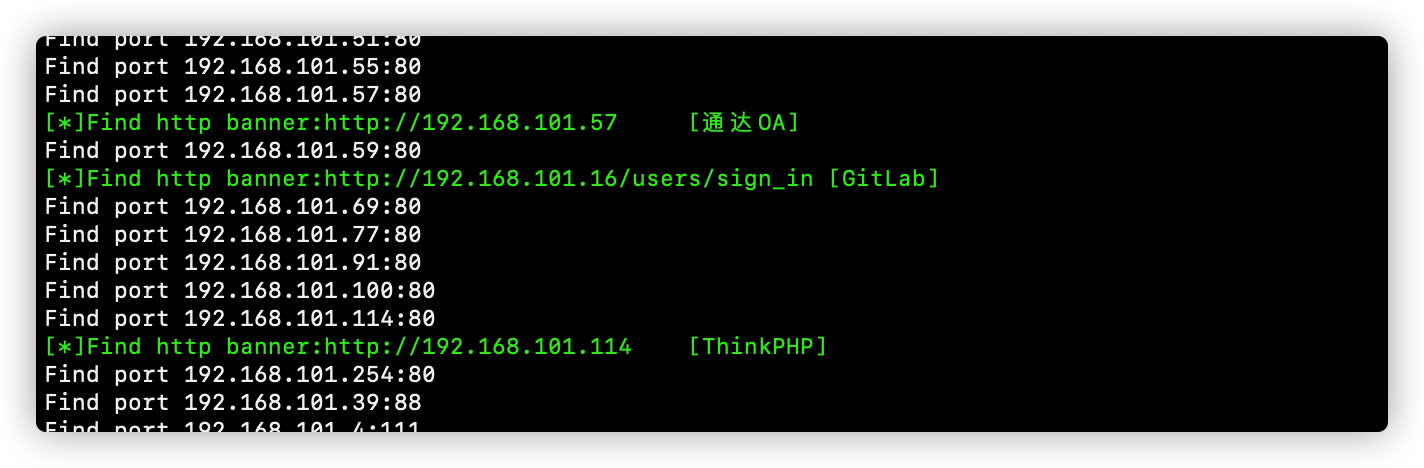 Find port 192.168.101.51:80
Find port 192.168.101.55:80
Find port 192.168.101.57:80
[*]Find http banner:http://192.168.101.57 [通达OA]
Find port 192.168.101.59:80
[*]Find http banner:http://192.168.101.16/users/sign_in [GitLab]
Find port 192.168.101.69:80
Find port 192.168.101.77:80
Find port 192.168.101.91:80
Find port 192.168.101.100:80
Find port 192.168.101.114:80
[*]Find http banner:http://192.168.101.114 [ThinkPHP]
Find port 192.168.101.254:80
Find port 192.168.101.39:88
Find port 192.168.101.4:111